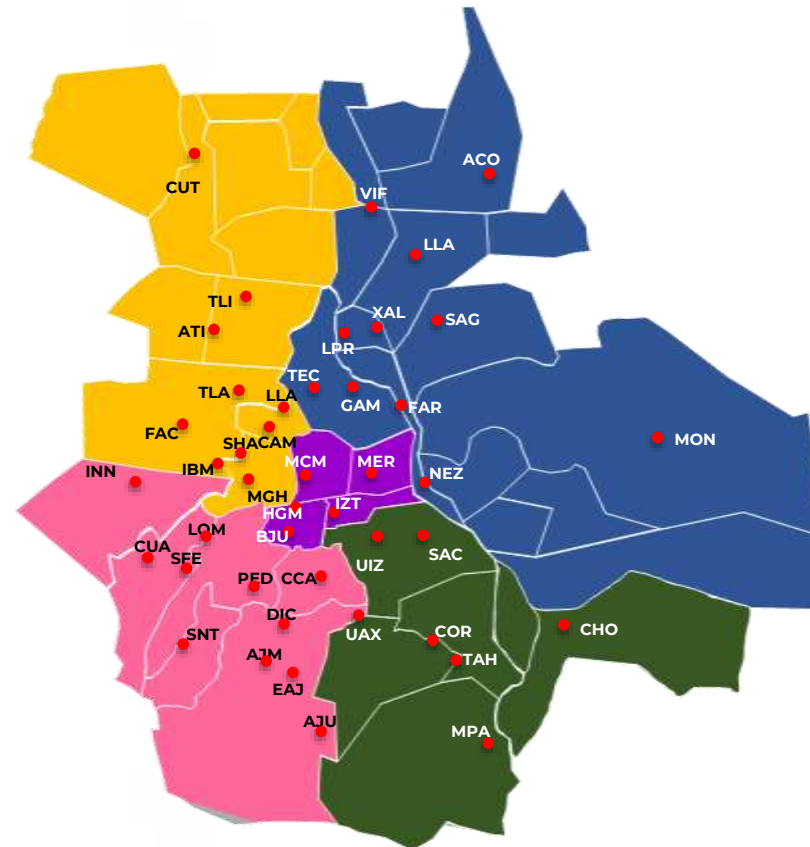 ACO
CUT
VIF
LLA
TLI
XAL
SAG
ATI
LPR
TEC
TLA
LLA
GAM
FAR
FAC
SHA
CAM
MON
INN
IBM
MCM
MER
NEZ
MGH
HGM
IZT
LOM
BJU
UIZ
SAC
CUA
SFE
PED
CCA
DIC
UAX
COR
CHO
SNT
AJM
TAH
EAJ
AJU
MPA